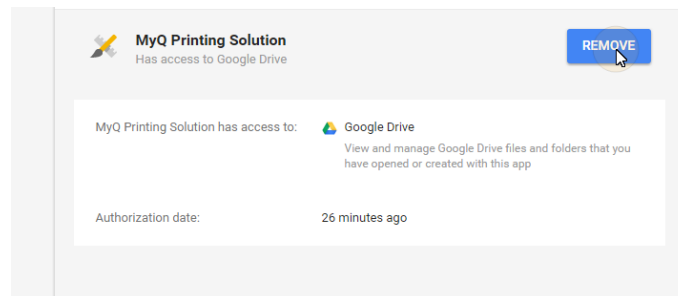 MyQ Printing Solution
Has access to Google Drive
REMOVE
MyQ Printing Solution has access to:
Google Drive
View and manage Google Drive files and folders that you
have opened or created with this app
Authorization date:
26 minutes ago